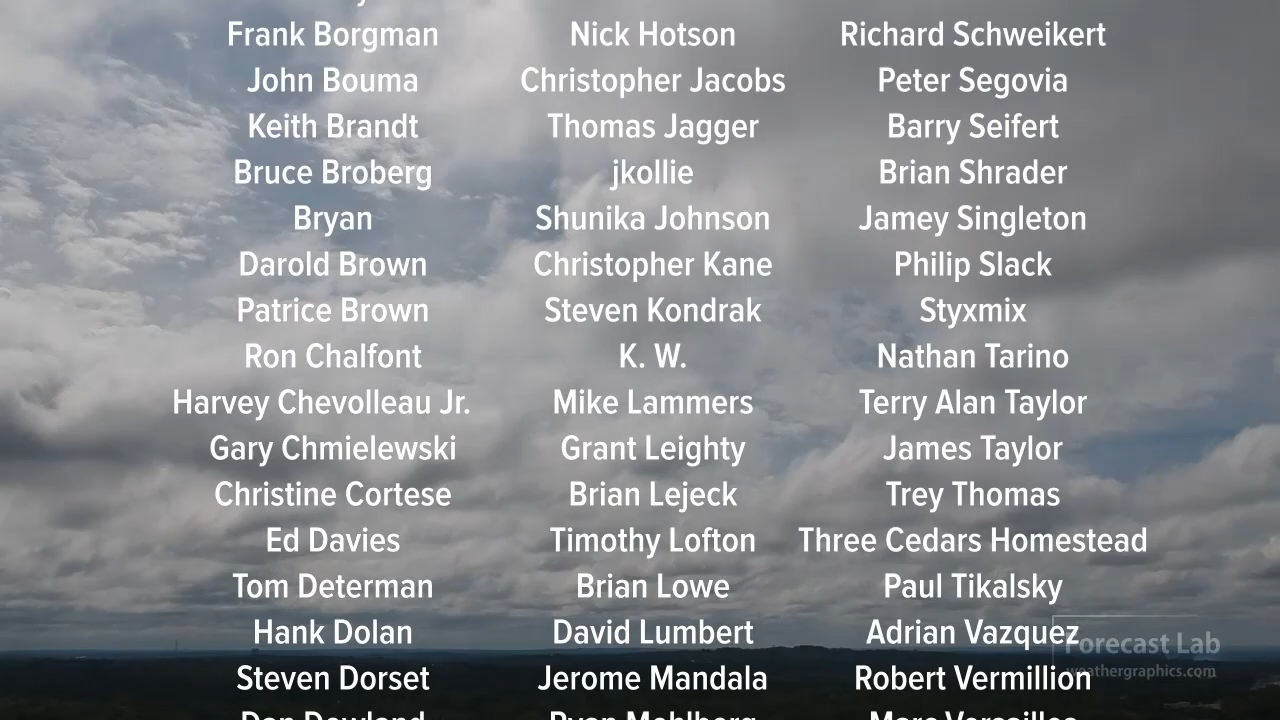 Frank Borgman
John Bouma
Keith Brandt
Bruce Broberg
Bryan
Darold Brown
Patrice Brown
Ron Chalfont
Harvey Chevolleau Jr.
Gary Chmielewski
Christine Cortese
Ed Davies
Tom Determan
Hank Dolan
Steven Dorset
Nick Hotson
Christopher Jacobs
Thomas Jagger
jkollie
Shunika Johnson
Christopher Kane
Steven Kondrak
K. W.
Mike Lammers
Grant Leighty
Brian Lejeck
Timothy Lofton
Brian Lowe
David Lumbert
Jerome Mandala
Richard Schweikert
Peter Segovia
Barry Seifert
Brian Shrader
Jamey Singleton
Philip Slack
Styxmix
Nathan Tarino
Terry Alan Taylor
James Taylor
Trey Thomas
Three Cedars Homestead
Paul Tikalsky
Adrian Vazquez
Robert Vermillion
Forecast Lab
weathergraphics.com